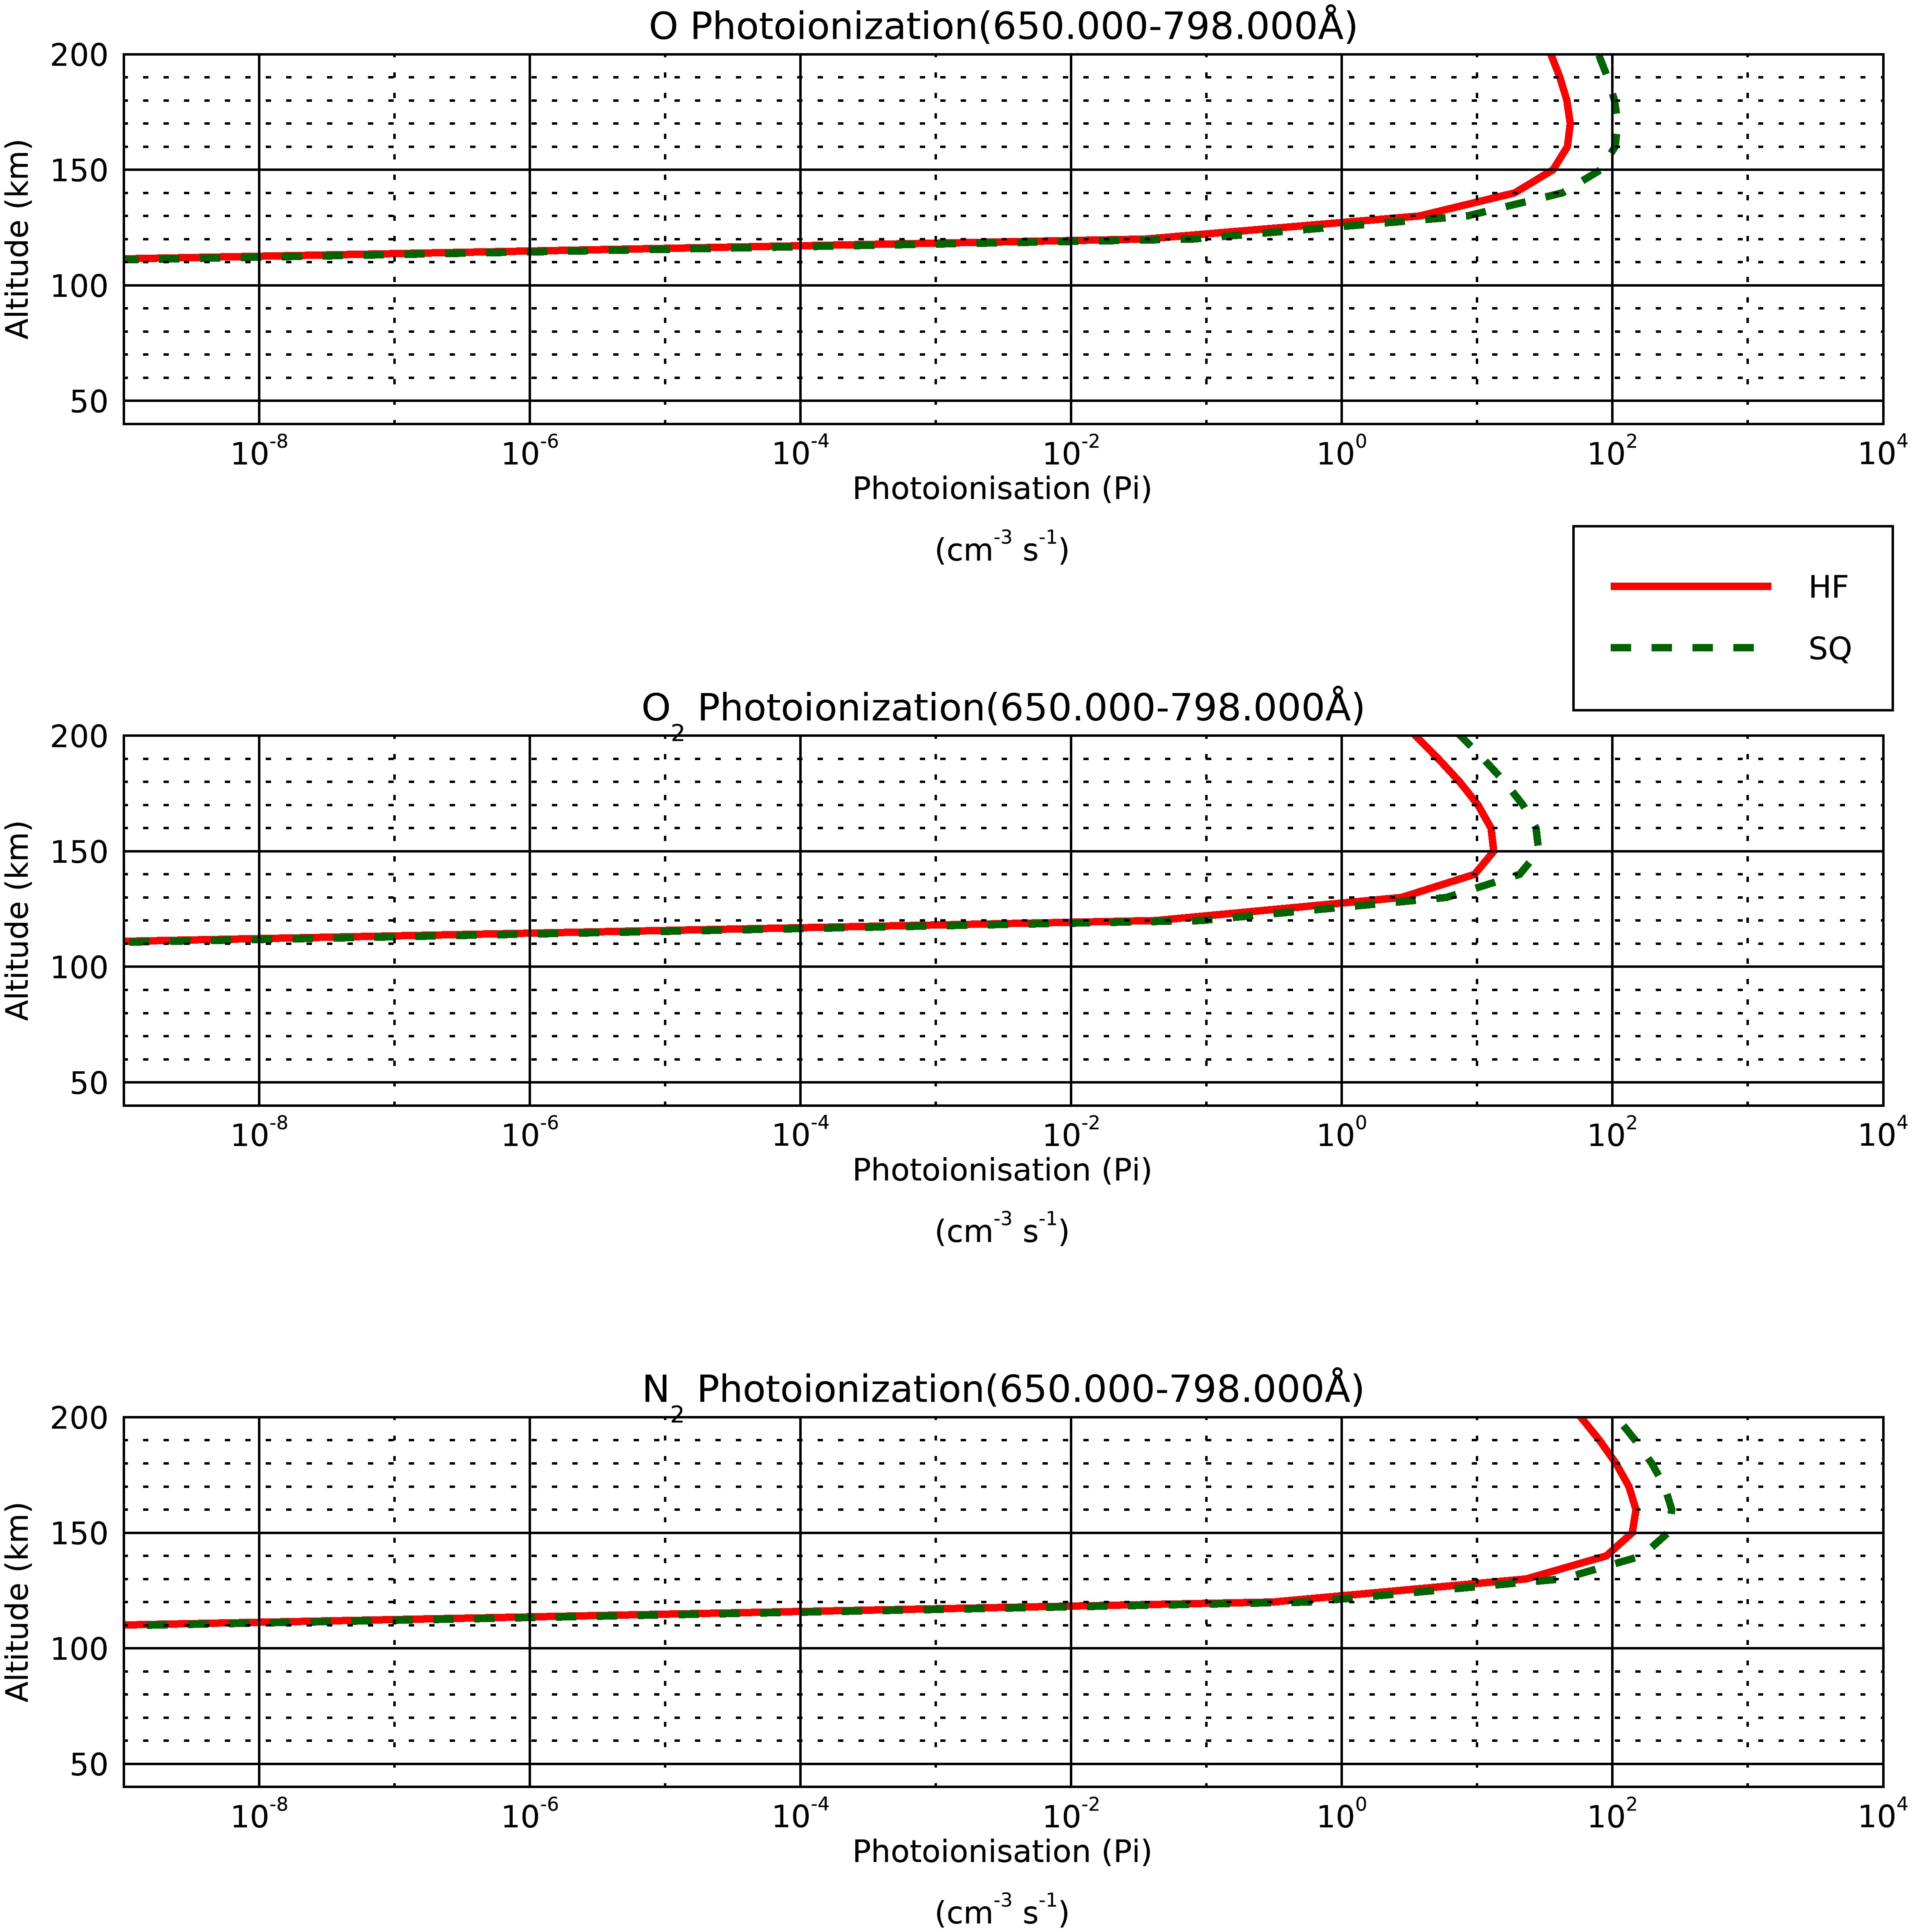 O Photoionization(650.000-798.000Å)
200
150
100
50
Altitude (km)
10⁻⁸ 10⁻⁶ 10⁻⁴ 10⁻² 10⁰ 10² 10⁴
Photoionisation (Pi)
(cm⁻³ s⁻¹)
HF
SQ
O₂ Photoionization(650.000-798.000Å)
200
150
100
50
Altitude (km)
10⁻⁸ 10⁻⁶ 10⁻⁴ 10⁻² 10⁰ 10² 10⁴
Photoionisation (Pi)
(cm⁻³ s⁻¹)
N₂ Photoionization(650.000-798.000Å)
200
150
100
50
Altitude (km)
10⁻⁸ 10⁻⁶ 10⁻⁴ 10⁻² 10⁰ 10² 10⁴
Photoionisation (Pi)
(cm⁻³ s⁻¹)